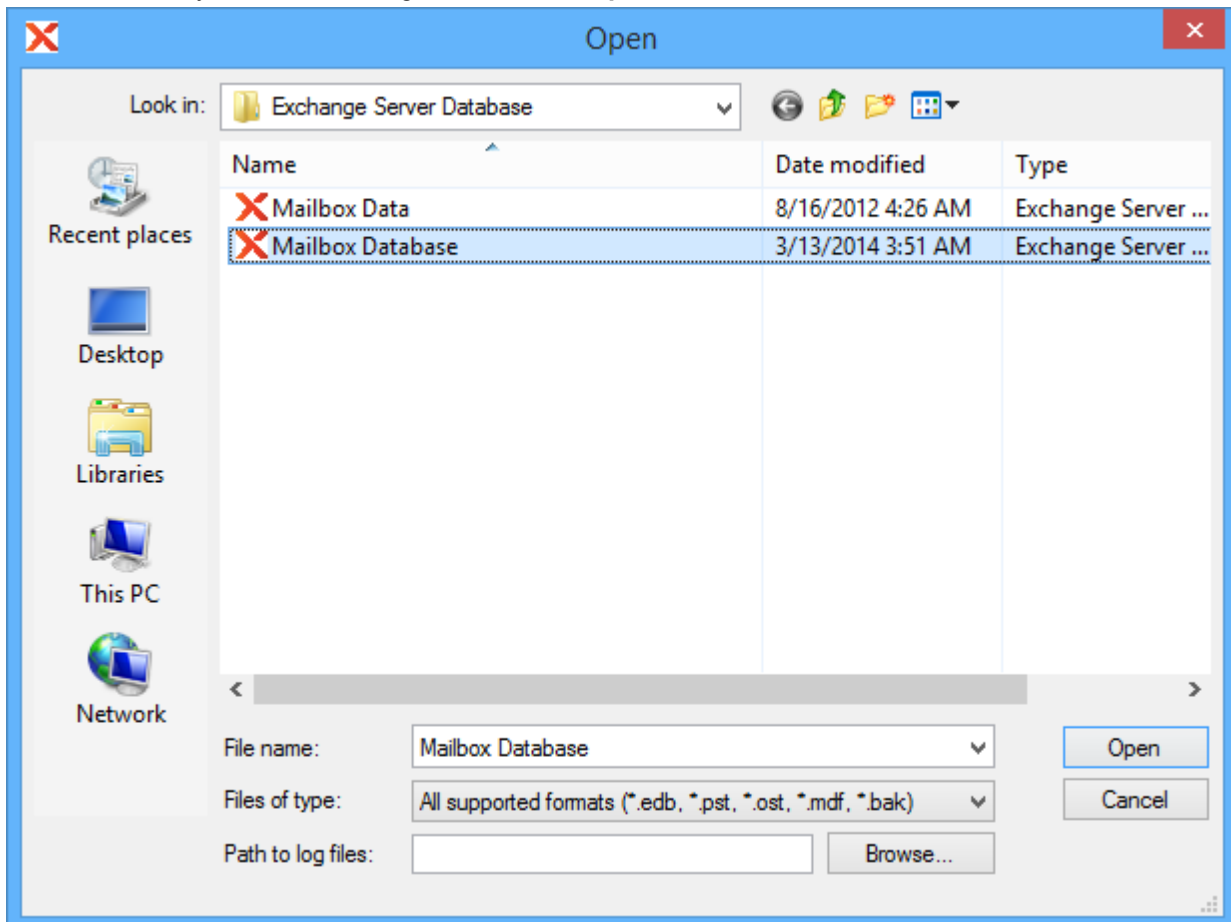 Open
Look in: Exchange Server Database
Name Date modified Type
Mailbox Data 8/16/2012 4:26 AM Exchange Server ...
Mailbox Database 3/13/2014 3:51 AM Exchange Server ...
Recent places
Desktop
Libraries
This PC
Network
File name: Mailbox Database Open
Files of type: All supported formats (*.edb, *.pst, *.ost, *.mdf, *.bak) Cancel
Path to log files: Browse...